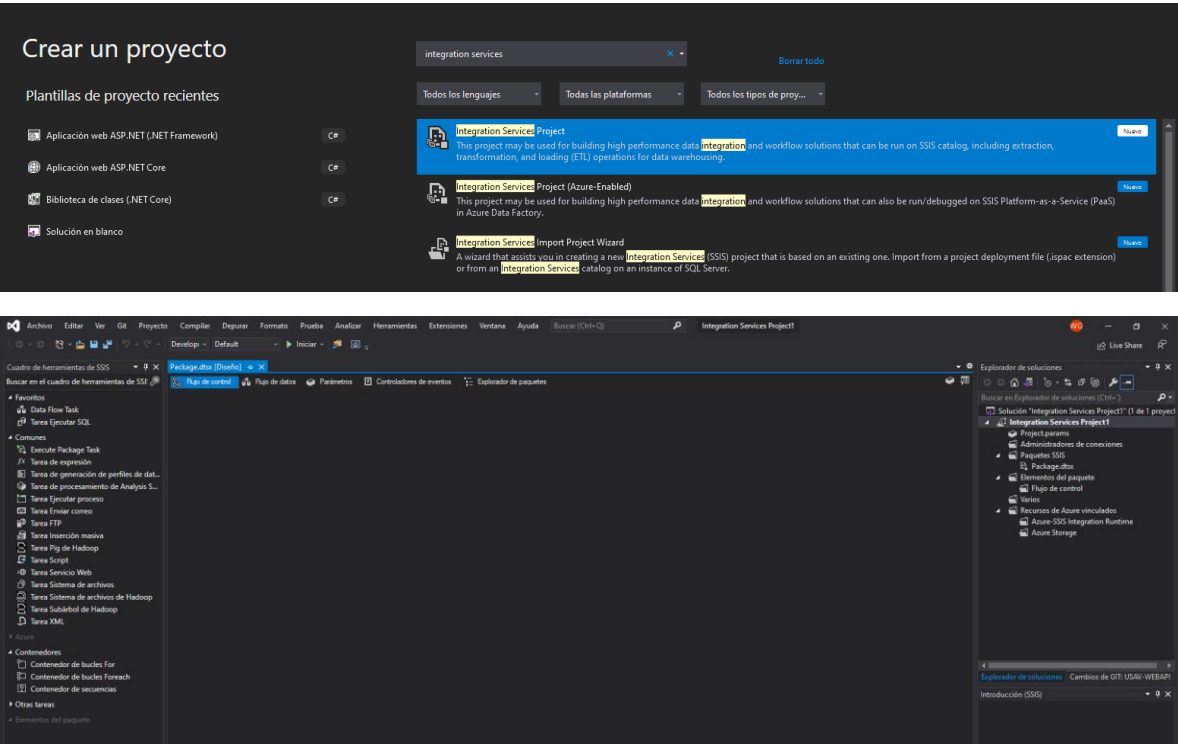 Crear un proyecto
Plantillas de proyecto recientes
Aplicación web ASP.NET (.NET Framework) C#
Aplicación web ASP.NET Core C#
Biblioteca de clases (.NET Core) C#
Solución en blanco
integration services
Borrar todo
Todos los lenguajes Todas las plataformas Todos los tipos de proy...
Integration Services Project Nuevo
This project may be used for building high performance data integration and workflow solutions that can be run on SSIS catalog, including extraction,
transformation, and loading (ETL) operations for data warehousing.
Integration Services Project (Azure-Enabled) Nuevo
This project may be used for building high performance data integration and workflow solutions that can also be run/debugged on SSIS Platform-as-a-Service (PaaS)
in Azure Data Factory.
Integration Services Import Project Wizard Nuevo
A wizard that assists you in creating a new Integration Services (SSIS) project that is based on an existing one. Import from a project deployment file (.ispac extension)
or from an Integration Services catalog on an instance of SQL Server.
Archivo Editar Ver Git Proyecto Compilar Depurar Formato Prueba Analizar Herramientas Extensiones Ventana Ayuda Buscar (Ctrl+Q) Integration Services Project1 WG
Develop Default Iniciar Live Share
Cuadro de herramientas de SSIS
Buscar en el cuadro de herramientas de SSI
Favoritos
Data Flow Task
Tarea Ejecutar SQL
Comunes
Execute Package Task
Tarea de expresión
Tarea de generación de perfiles de dat...
Tarea de procesamiento de Analysis S...
Tarea Ejecutar proceso
Tarea Enviar correo
Tarea FTP
Tarea Inserción masiva
Tarea Pig de Hadoop
Tarea Script
Tarea Servicio Web
Tarea Sistema de archivos
Tarea Sistema de archivos de Hadoop
Tarea Subárbol de Hadoop
Tarea XML
Azure
Contenedores
Contenedor de bucles For
Contenedor de bucles Foreach
Contenedor de secuencias
Otras tareas
Elementos del paquete
Package.dtsx [Diseño]
Flujo de control Flujo de datos Parámetros Controladores de eventos Explorador de paquetes
Explorador de soluciones
Buscar en Explorador de soluciones (Ctrl+´)
Solución "Integration Services Project1" (1 de 1 proyect
Integration Services Project1
Project.params
Administradores de conexiones
Paquetes SSIS
Package.dtsx
Elementos del paquete
Flujo de control
Varios
Recursos de Azure vinculados
Azure-SSIS Integration Runtime
Azure Storage
Explorador de soluciones Cambios de GIT: USAV-WEBAPI
Introducción (SSIS)